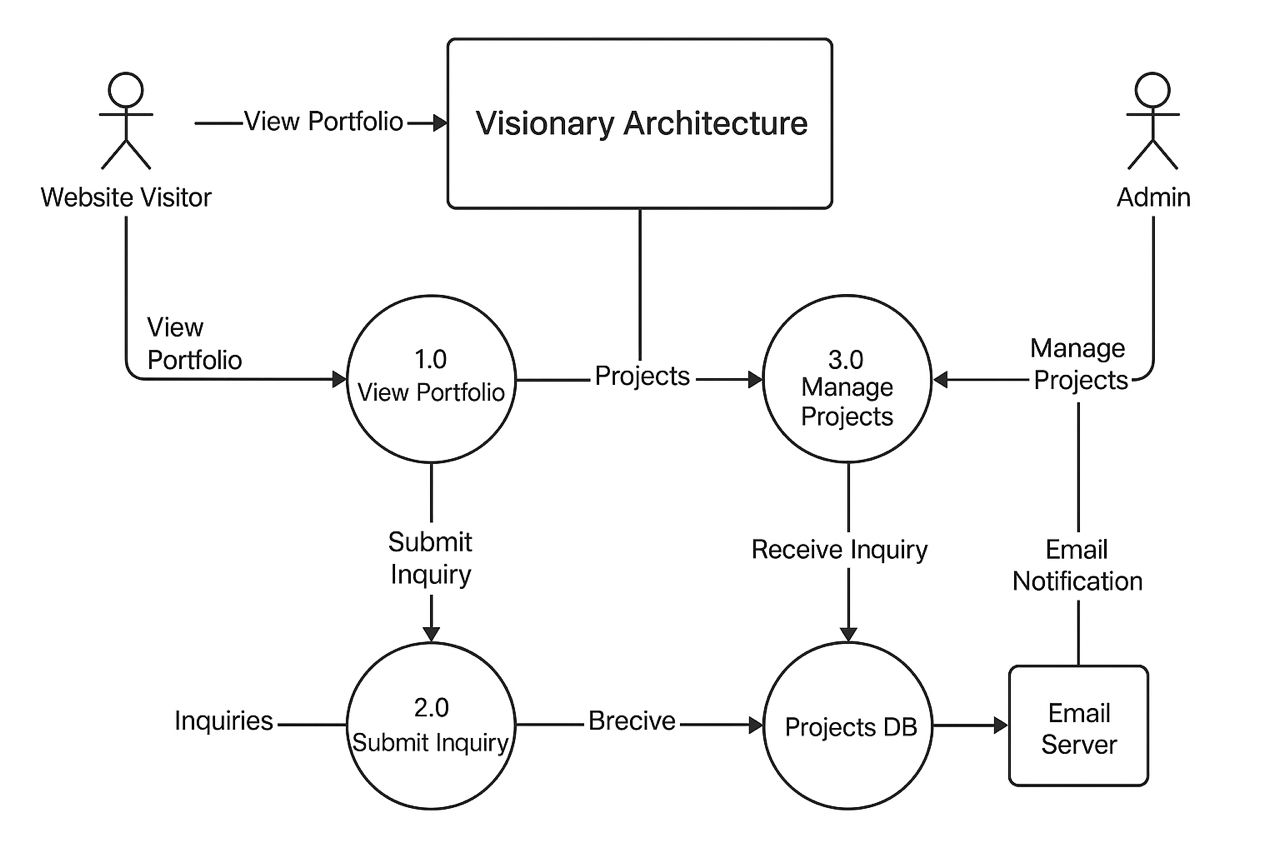 View Portfolio
Visionary Architecture
Website Visitor
Admin
View
Portfolio
1.0
View Portfolio
Projects
3.0
Manage
Projects
Manage
Projects
Submit
Inquiry
Receive Inquiry
Email
Notification
Inquiries
2.0
Submit Inquiry
Brecive
Projects DB
Email
Server